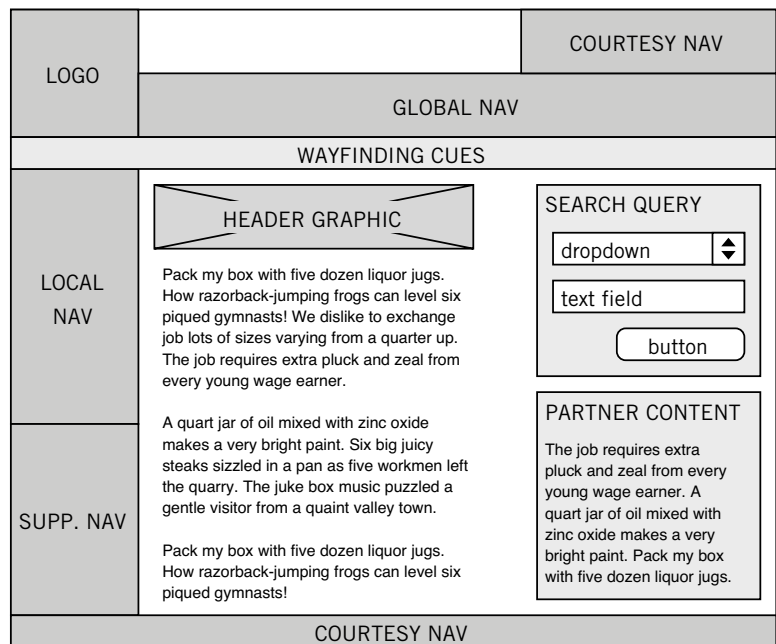 LOGO
COURTESY NAV
GLOBAL NAV
WAYFINDING CUES
LOCAL
NAV
SUPP. NAV
HEADER GRAPHIC
Pack my box with five dozen liquor jugs.
How razorback-jumping frogs can level six
piqued gymnasts! We dislike to exchange
job lots of sizes varying from a quarter up.
The job requires extra pluck and zeal from
every young wage earner.
A quart jar of oil mixed with zinc oxide
makes a very bright paint. Six big juicy
steaks sizzled in a pan as five workmen left
the quarry. The juke box music puzzled a
gentle visitor from a quaint valley town.
Pack my box with five dozen liquor jugs.
How razorback-jumping frogs can level six
piqued gymnasts!
SEARCH QUERY
dropdown
text field
button
PARTNER CONTENT
The job requires extra
pluck and zeal from every
young wage earner. A
quart jar of oil mixed with
zinc oxide makes a very
bright paint. Pack my box
with five dozen liquor jugs.
COURTESY NAV